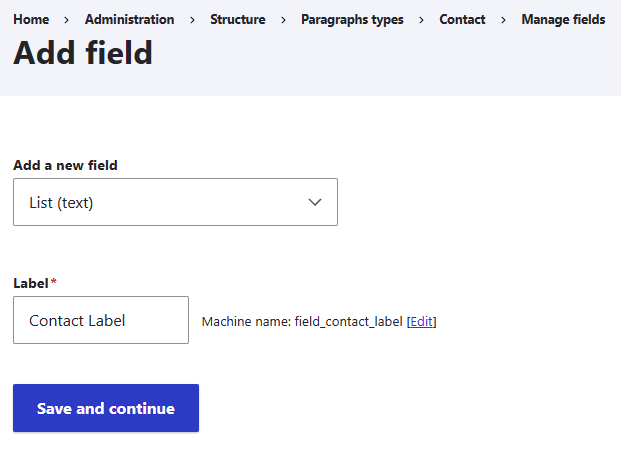 Home > Administration > Structure > Paragraphs types > Contact > Manage fields
Add field
Add a new field
List (text)
Label*
Contact Label Machine name: field_contact_label [Edit]
Save and continue